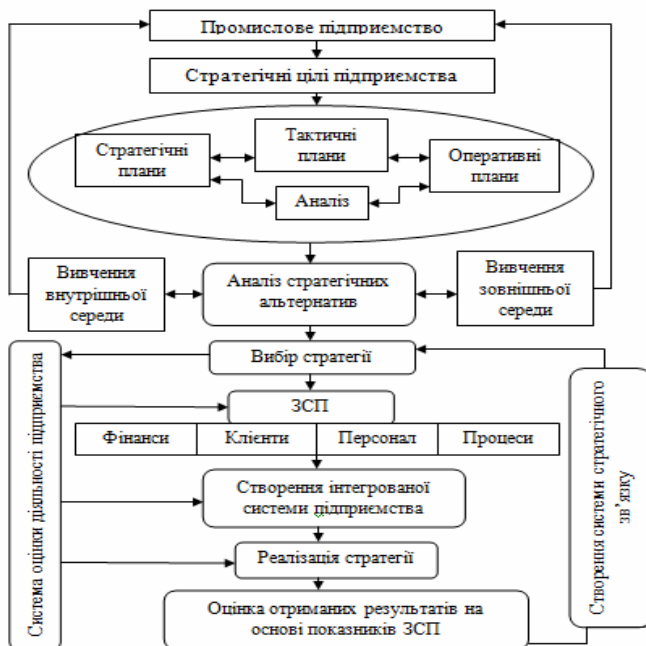 Промислове підприємство
Стратегічні цілі підприємства
Стратегічні
плани
Тактичні
плани
Оперативні
плани
Аналіз
Вивчення
внутрішньої
середи
Аналіз стратегічних
альтернатив
Вивчення
зовнішньої
середи
Вибір стратегії
ЗСП
Фінанси
Клієнти
Персонал
Процеси
Створення інтегрованої
системи підприємства
Реалізація стратегії
Оцінка отриманих результатів на
основі показників ЗСП
Система оцінки діяльності підприємства
Створення системи стратегічного
зв’язку